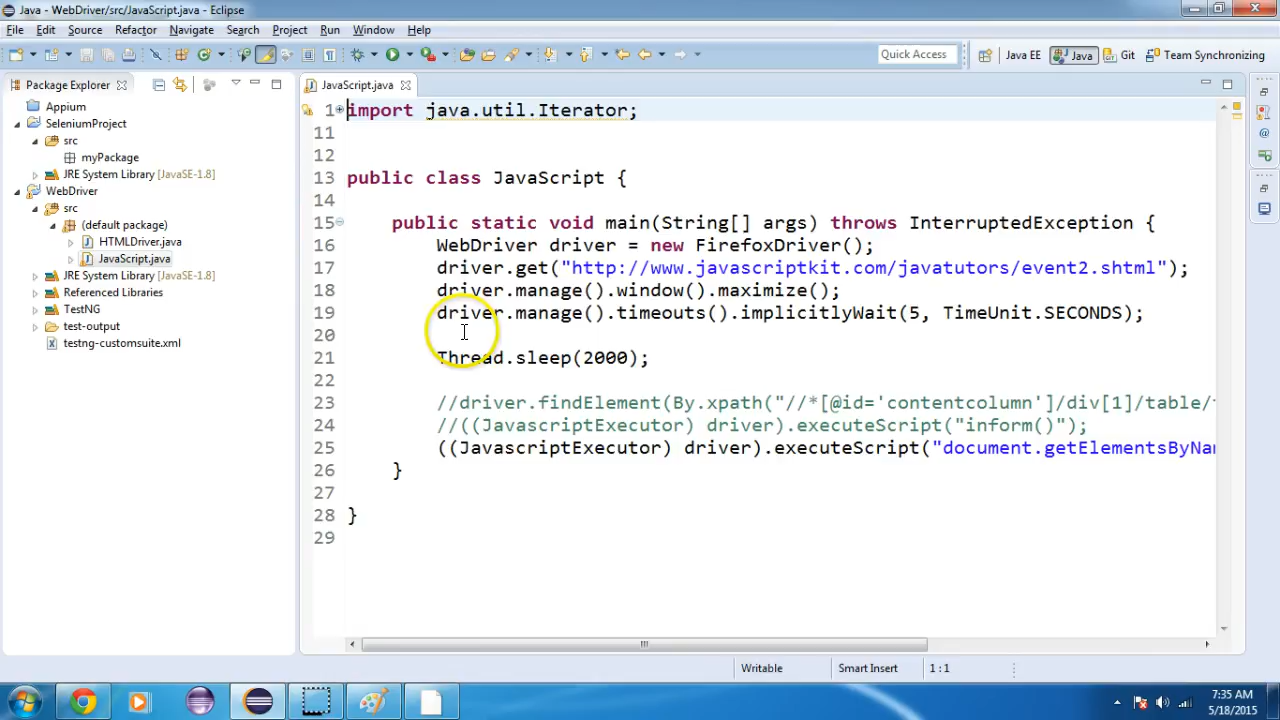 Java - WebDriver/src/JavaScript.java - Eclipse
File Edit Source Refactor Navigate Search Project Run Window Help
Quick Access Java EE Java Git Team Synchronizing
Package Explorer
Appium
SeleniumProject
src
myPackage
JRE System Library [JavaSE-1.8]
WebDriver
src
(default package)
HTMLDriver.java
JavaScript.java
JRE System Library [JavaSE-1.8]
Referenced Libraries
TestNG
test-output
testng-customsuite.xml
JavaScript.java
1 import java.util.Iterator;
11
12
13 public class JavaScript {
14
15 public static void main(String[] args) throws InterruptedException {
16 WebDriver driver = new FirefoxDriver();
17 driver.get("http://www.javascriptkit.com/javatutors/event2.shtml");
18 driver.manage().window().maximize();
19 driver.manage().timeouts().implicitlyWait(5, TimeUnit.SECONDS);
20
21 Thread.sleep(2000);
22
23 //driver.findElement(By.xpath("//*[@id='contentcolumn']/div[1]/table/
24 //((JavascriptExecutor) driver).executeScript("inform()");
25 ((JavascriptExecutor) driver).executeScript("document.getElementsByNa
26 }
27
28 }
29
Writable Smart Insert 1 : 1
7:35 AM
5/18/2015